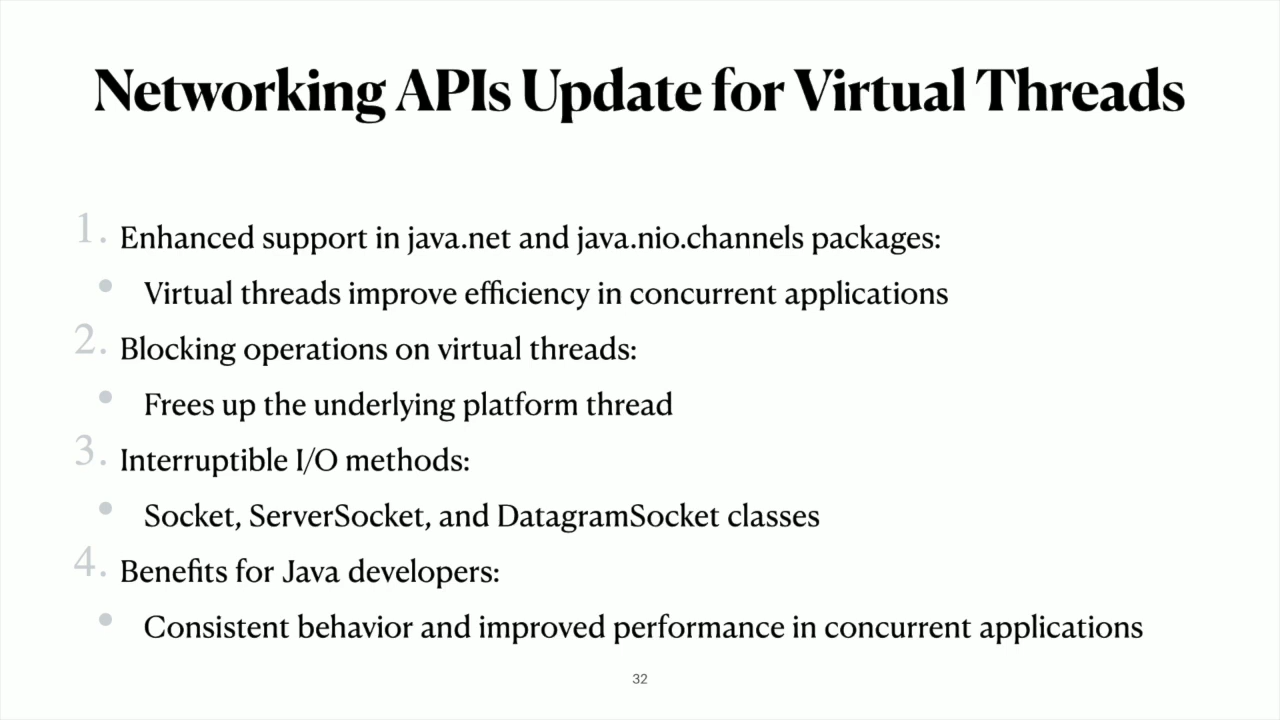 Networking APIs Update for Virtual Threads
1. Enhanced support in java.net and java.nio.channels packages:
• Virtual threads improve efficiency in concurrent applications
2. Blocking operations on virtual threads:
• Frees up the underlying platform thread
3. Interruptible I/O methods:
• Socket, ServerSocket, and DatagramSocket classes
4. Benefits for Java developers:
• Consistent behavior and improved performance in concurrent applications
32